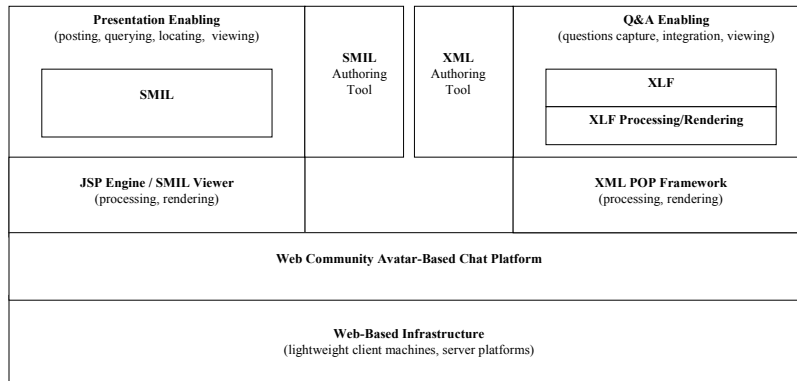 Presentation Enabling
(posting, querying, locating, viewing)
SMIL
SMIL
Authoring
Tool
XML
Authoring
Tool
Q&A Enabling
(questions capture, integration, viewing)
XLF
XLF Processing/Rendering
JSP Engine / SMIL Viewer
(processing, rendering)
XML POP Framework
(processing, rendering)
Web Community Avatar-Based Chat Platform
Web-Based Infrastructure
(lightweight client machines, server platforms)